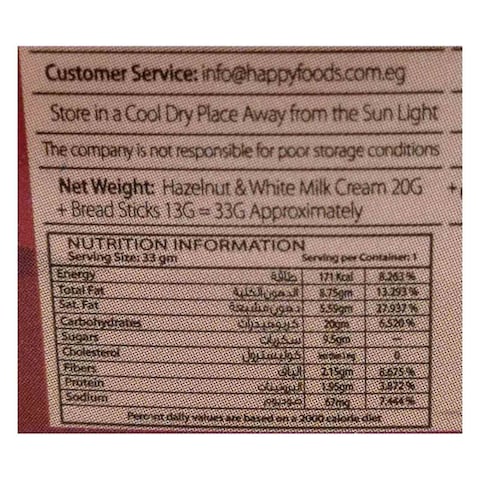 Customer Service: info@happyfoods.com.eg
Store in a Cool Dry Place Away from the Sun Light
The company is not responsible for poor storage conditions
Net Weight: Hazelnut & White Milk Cream 20G
+ Bread Sticks 13G = 33G Approximately
NUTRITION INFORMATION
Serving Size: 33 gm Serving per Container: 1
Energy طاقة 171 Kcal 8.263 %
Total Fat الدهون الكلية 8.75gm 13.293 %
Sat. Fat دهون مشبعة 5.59gm 27.937 %
Carbohydrates كربوهيدرات 20gm 6.520 %
Sugars سكريات 9.5gm —
Cholesterol كوليسترول 0
Fibers الياف 2.15gm 8.675 %
Protein البروتينات 1.95gm 3.872 %
Sodium صوديوم 67mg 7.444 %
Percent daily values are based on a 2000 calorie diet